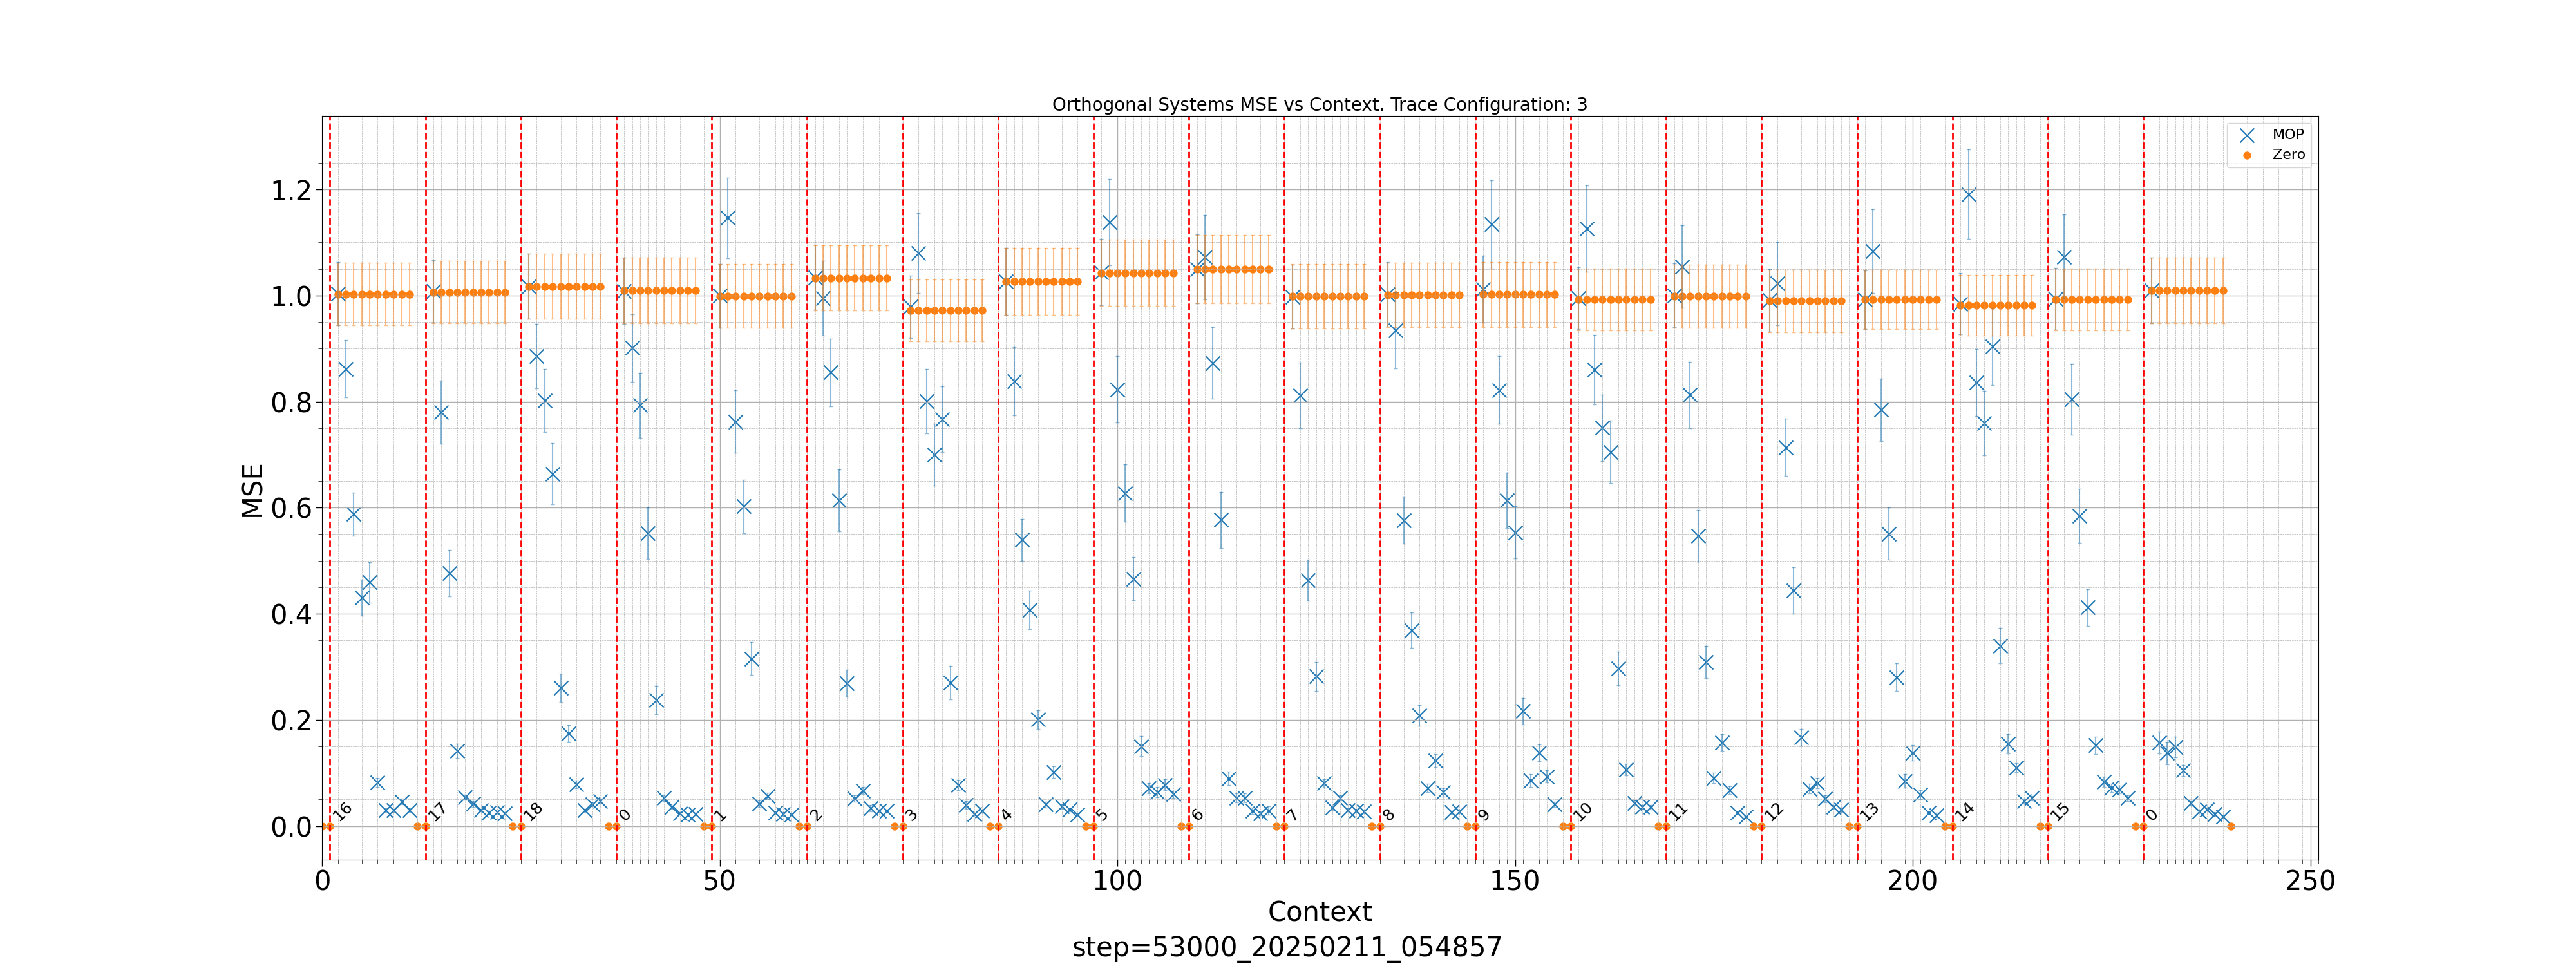 Orthogonal Systems MSE vs Context. Trace Configuration: 3
MOP
Zero
MSE
1.2
1.0
0.8
0.6
0.4
0.2
0.0
16 17 18 0 1 2 3 4 5 6 7 8 9 10 11 12 13 14 15 0
0 50 100 150 200 250
Context
step=53000_20250211_054857